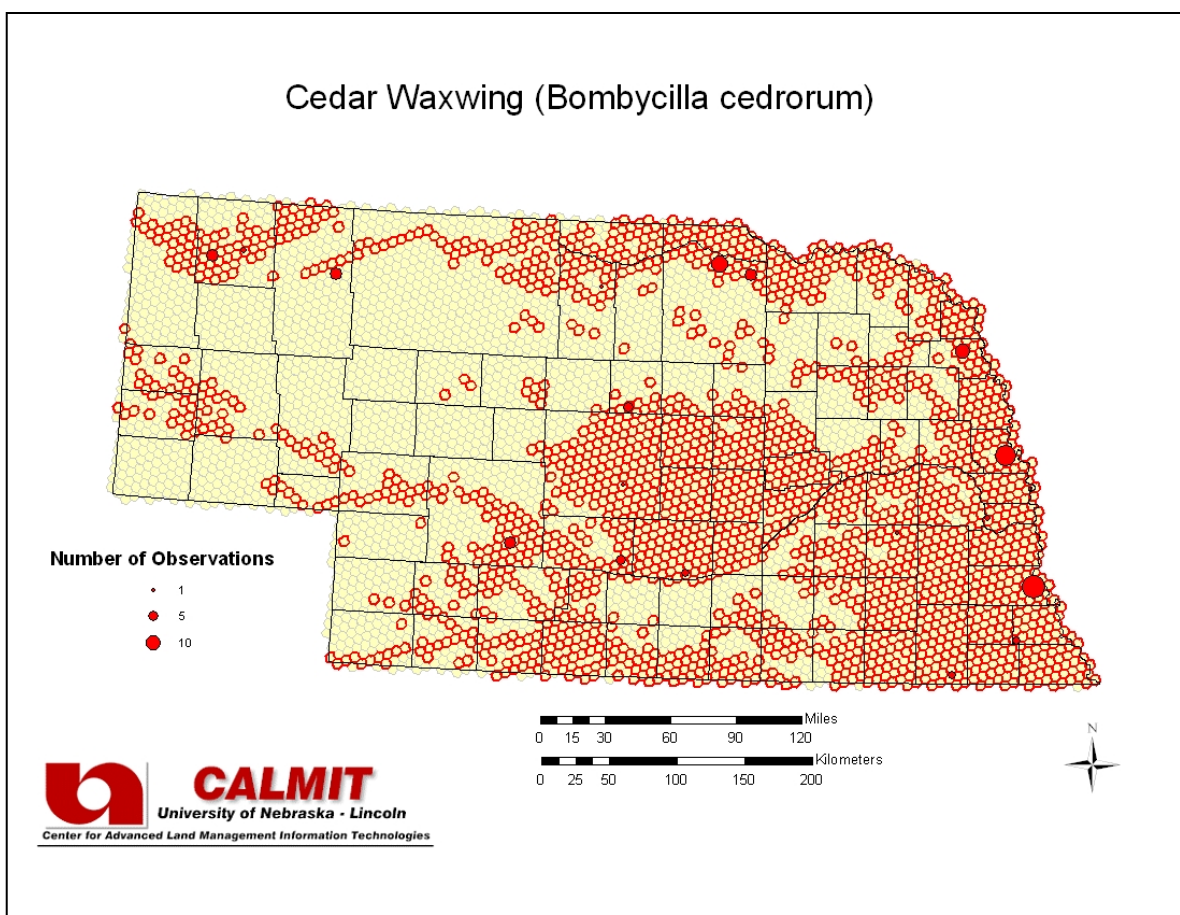 Cedar Waxwing (Bombycilla cedrorum)
Number of Observations
1
5
10
Miles
0 15 30 60 90 120
Kilometers
0 25 50 100 150 200
N
CALMIT
University of Nebraska - Lincoln
Center for Advanced Land Management Information Technologies